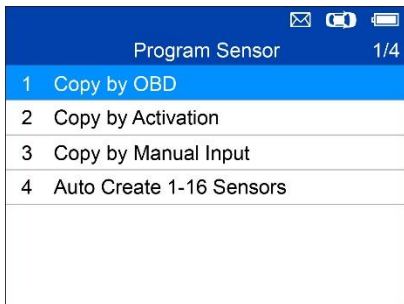 Program Sensor 1/4
1 Copy by OBD
2 Copy by Activation
3 Copy by Manual Input
4 Auto Create 1-16 Sensors